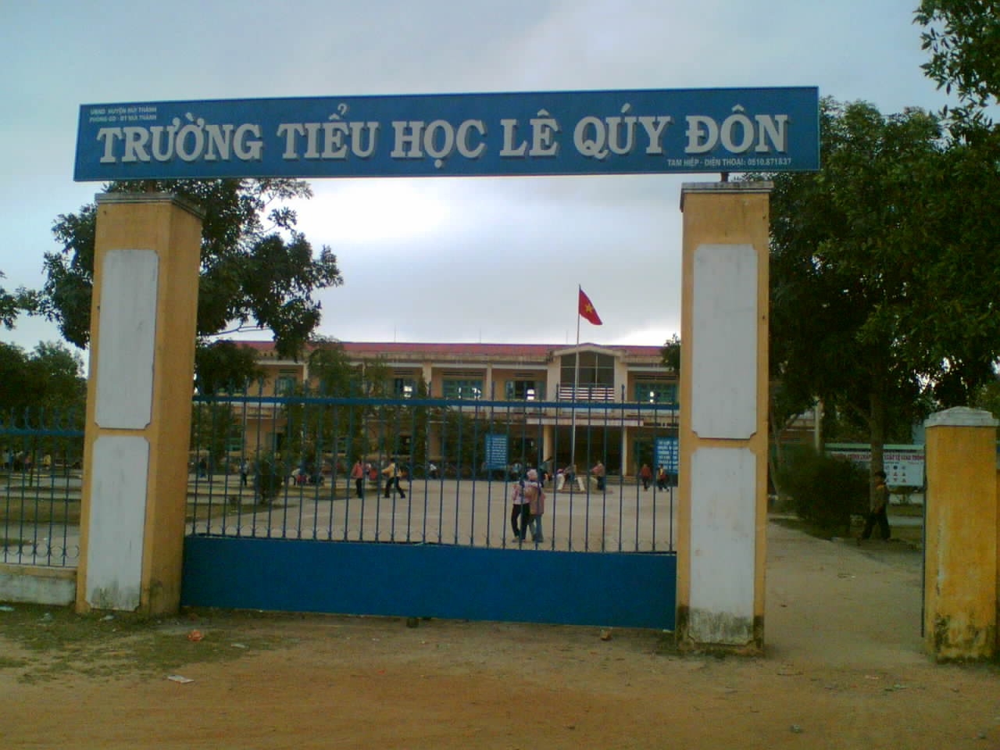 UBND HUYỆN NÚI THÀNH
PHÒNG GD - ĐT NÚI THÀNH
TRƯỜNG TIỂU HỌC LÊ QUÝ ĐÔN
TAM HIỆP - ĐIỆN THOẠI: 0510.871837